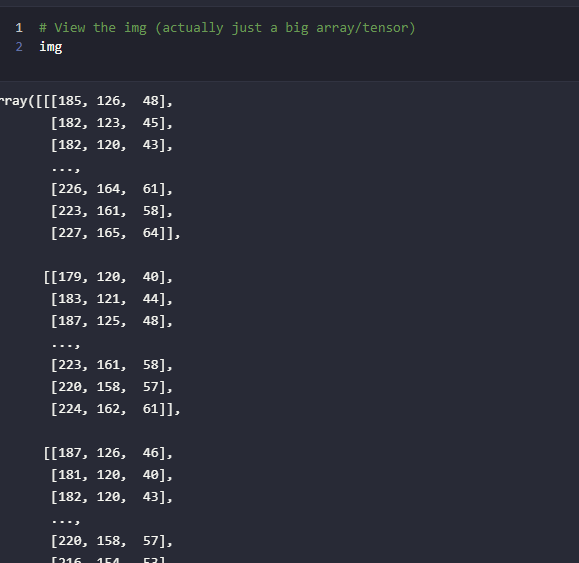 1 # View the img (actually just a big array/tensor)
2 img
rray([[[185, 126,  48],
[182, 123,  45],
[182, 120,  43],
...,
[226, 164,  61],
[223, 161,  58],
[227, 165,  64]],
[[179, 120,  40],
[183, 121,  44],
[187, 125,  48],
...,
[223, 161,  58],
[220, 158,  57],
[224, 162,  61]],
[[187, 126,  46],
[181, 120,  40],
[182, 120,  43],
...,
[220, 158,  57],
[216, 154,  53]